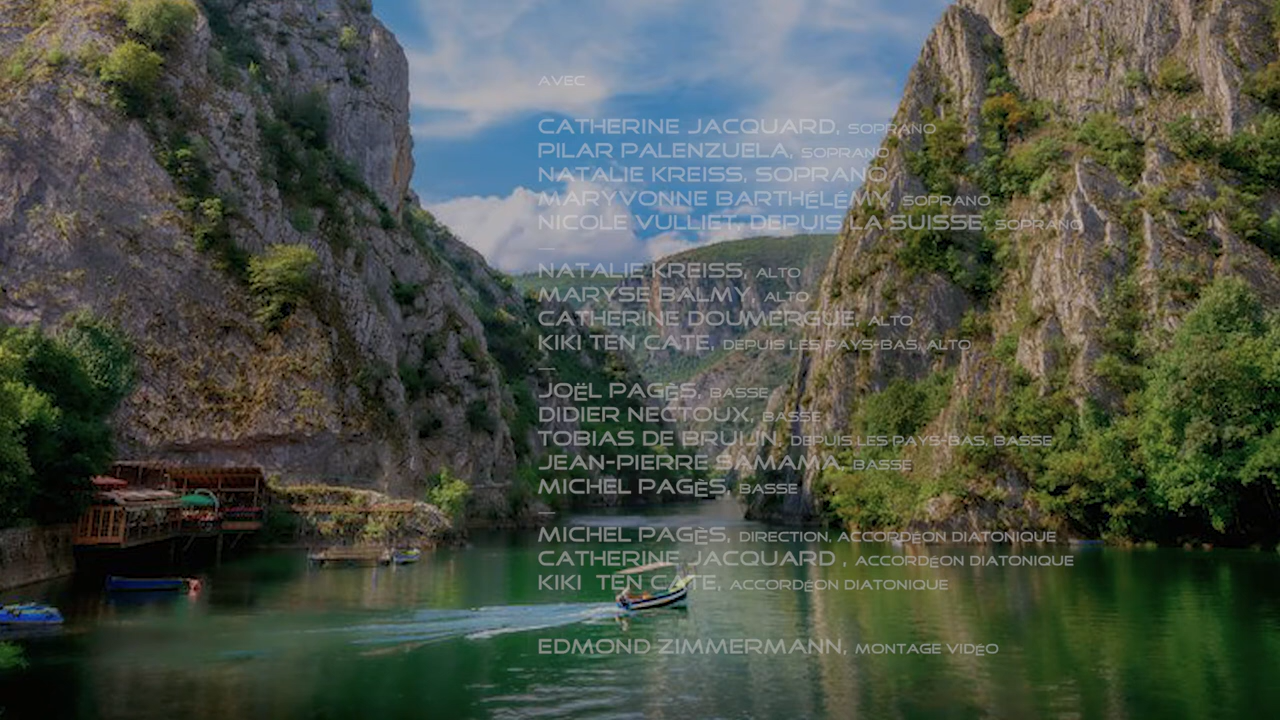 AVEC
CATHERINE JACQUARD, SOPRANO
PILAR PALENZUELA, SOPRANO
NATALIE KREISS, SOPRANO
MARYVONNE BARTHÉLÉMY, SOPRANO
NICOLE VULLIET DEPUIS LA SUISSE, SOPRANO
–
NATALIE KREISS, ALTO
MARYSE BALMY, ALTO
CATHERINE DOUMERGUE, ALTO
KIKI TEN CATE, DEPUIS LES PAYS-BAS, ALTO
–
JOËL PAGÈS, BASSE
DIDIER NECTOUX, BASSE
TOBIAS DE BRUIJN, DEPUIS LES PAYS-BAS, BASSE
JEAN-PIERRE SAMAMA, BASSE
MICHEL PAGÈS, BASSE
–
MICHEL PAGÈS, DIRECTION, ACCORDÉON DIATONIQUE
CATHERINE JACQUARD , ACCORDÉON DIATONIQUE
KIKI TEN CATE, ACCORDÉON DIATONIQUE
EDMOND ZIMMERMANN, MONTAGE VIDÉO